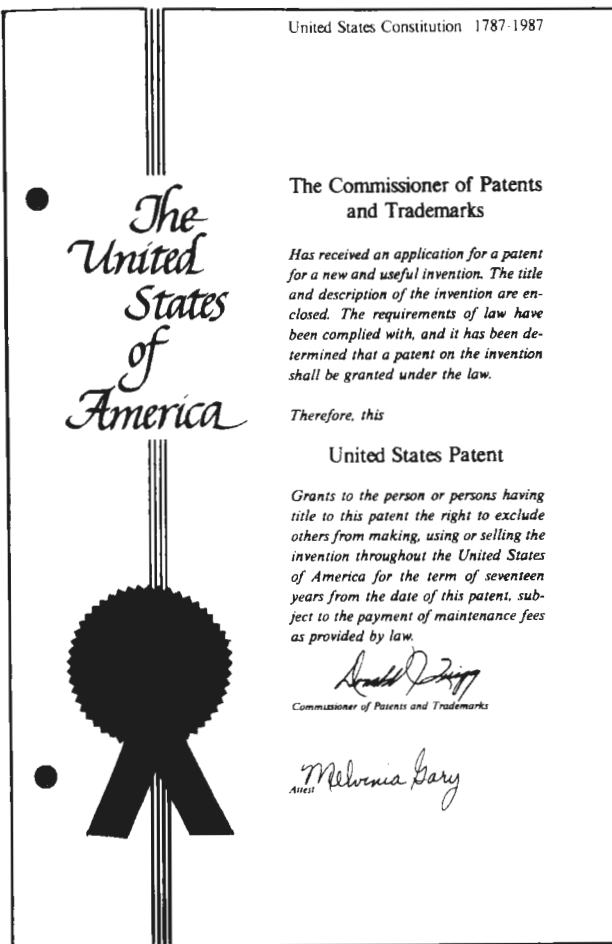 United States Constitution 1787-1987
The
United
States
of
America
The Commissioner of Patents
and Trademarks
Has received an application for a patent
for a new and useful invention. The title
and description of the invention are en-
closed. The requirements of law have
been complied with, and it has been de-
termined that a patent on the invention
shall be granted under the law.
Therefore, this
United States Patent
Grants to the person or persons having
title to this patent the right to exclude
others from making, using or selling the
invention throughout the United States
of America for the term of seventeen
years from the date of this patent, sub-
ject to the payment of maintenance fees
as provided by law.
Donald J. Quigg
Commissioner of Patents and Trademarks
Melvinia Gary
Attest